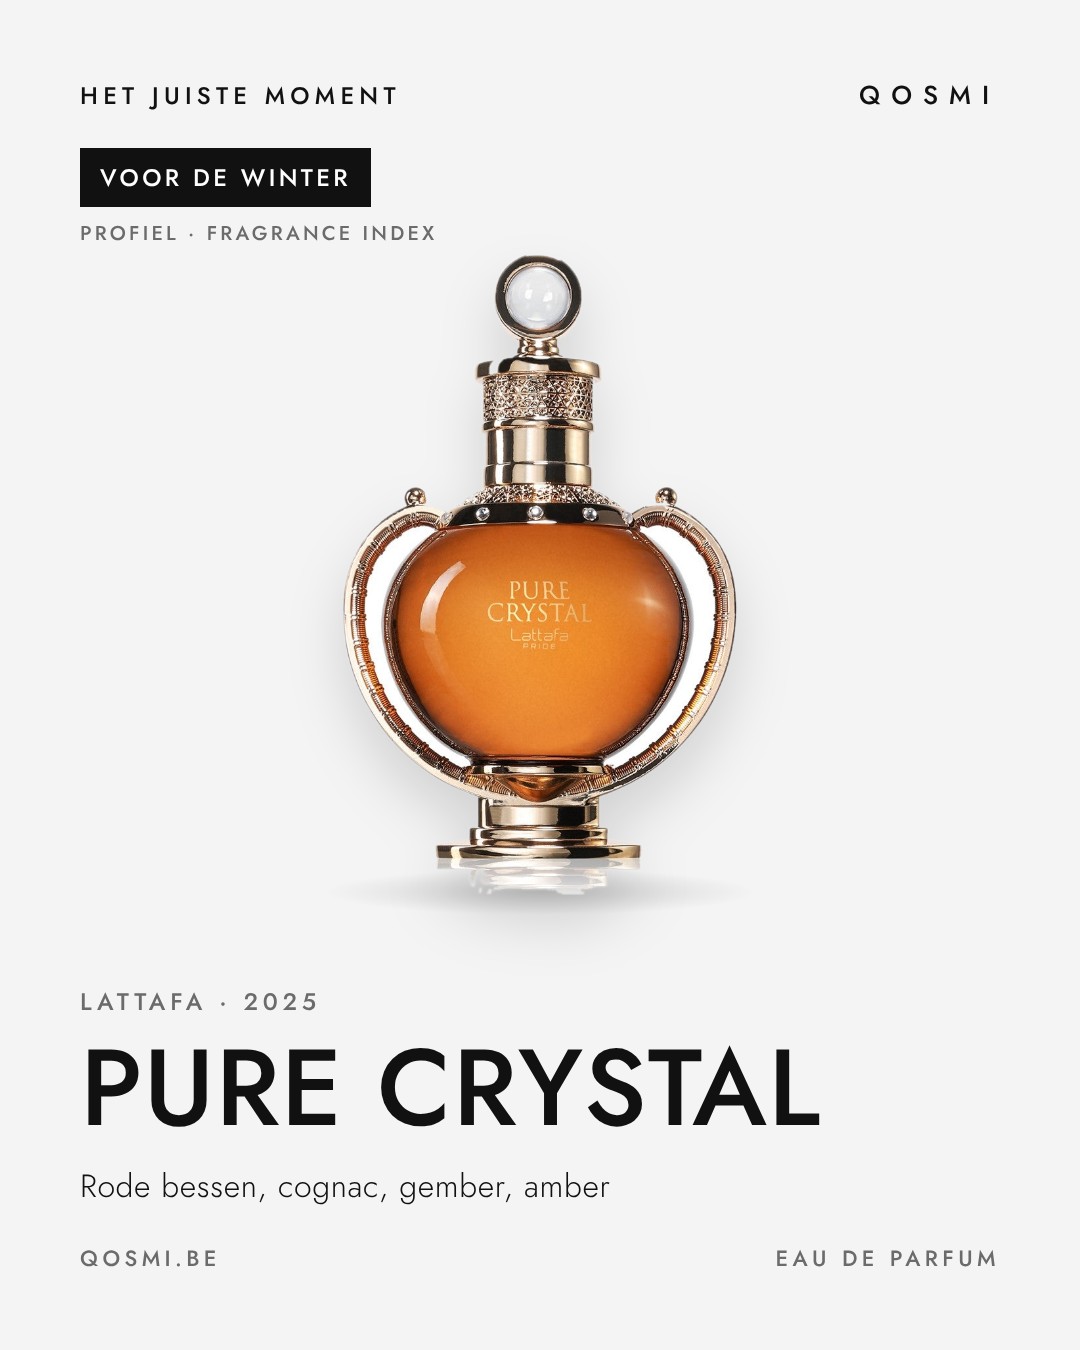 HET JUISTE MOMENT
QOSMI
VOOR DE WINTER
PROFIEL · FRAGRANCE INDEX
PURE
CRYSTAL
Lattafa
PRIDE
LATTAFA · 2025
PURE CRYSTAL
Rode bessen, cognac, gember, amber
QOSMI.BE
EAU DE PARFUM